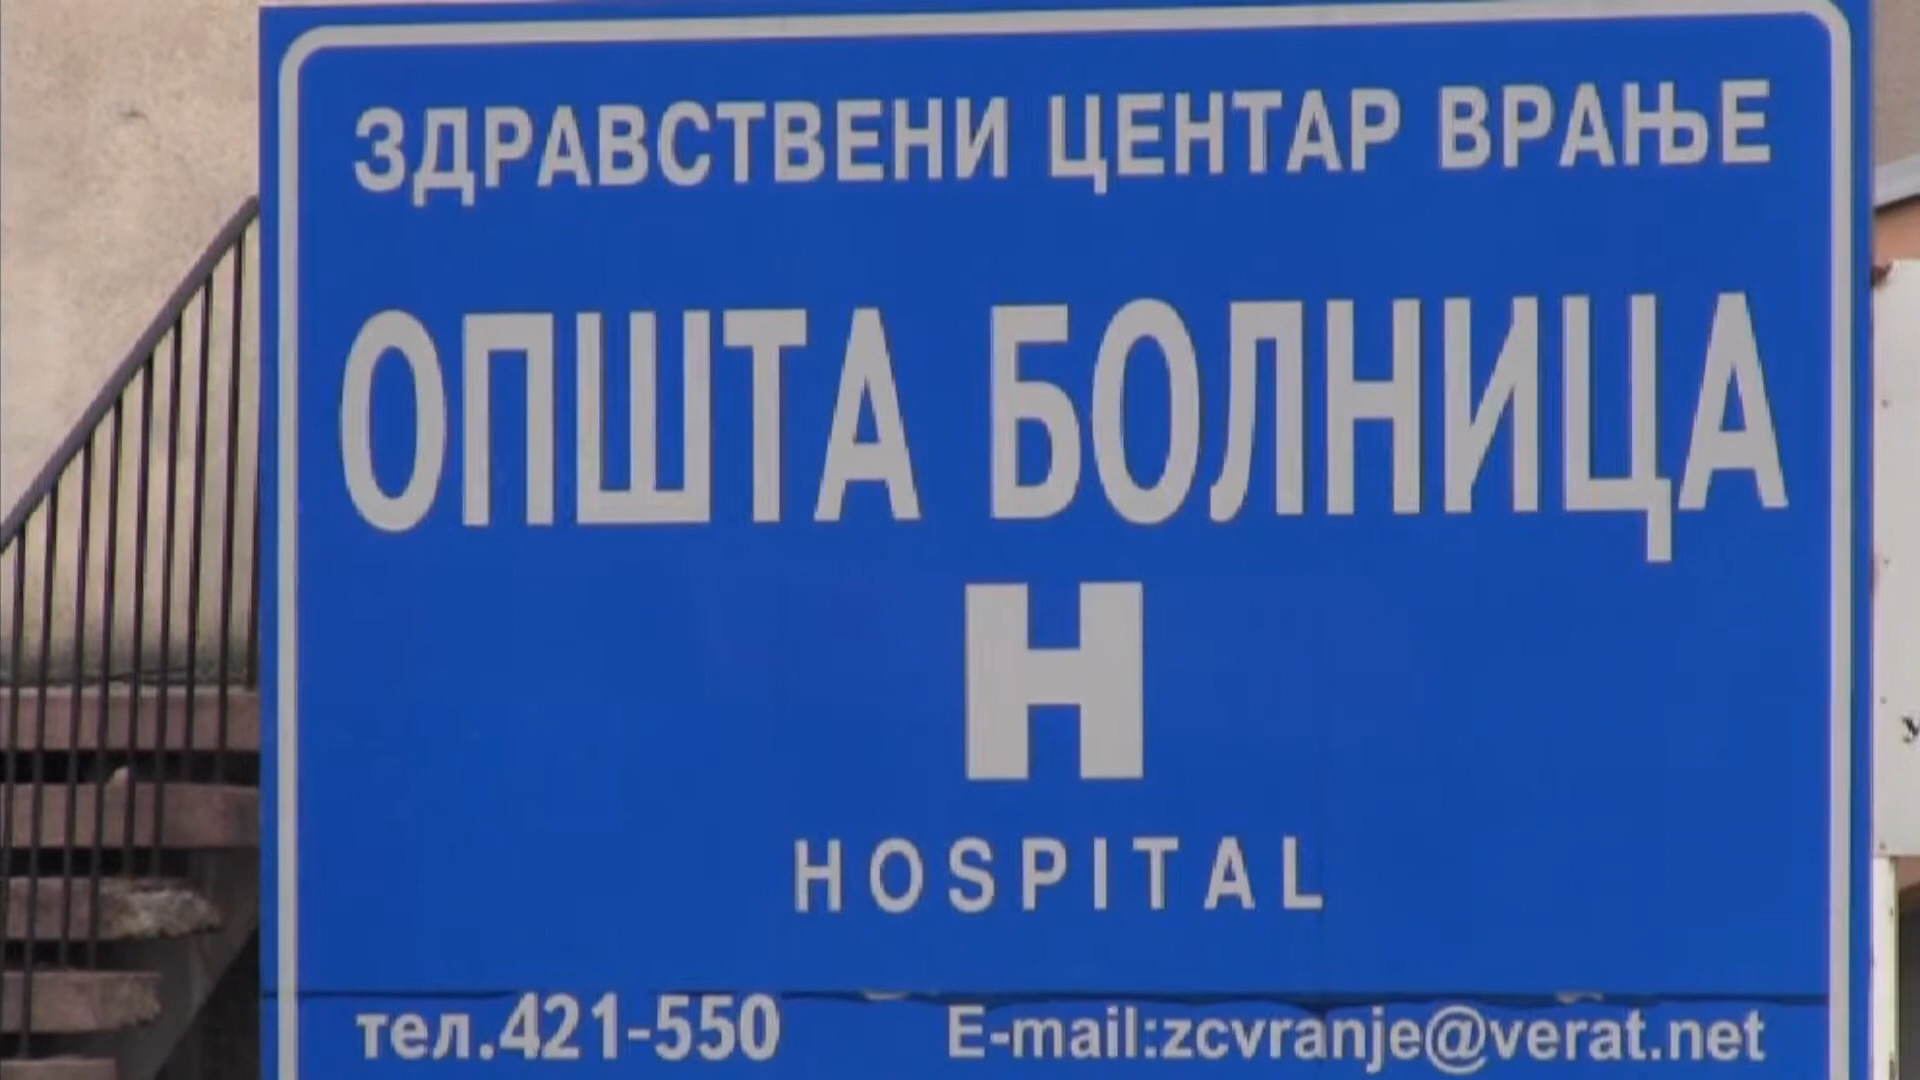 ЗДРАВСТВЕНИ ЦЕНТАР ВРАЊЕ
ОПШТА БОЛНИЦА
H
HOSPITAL
тел.421-550 E-mail:zcvranje@verat.net